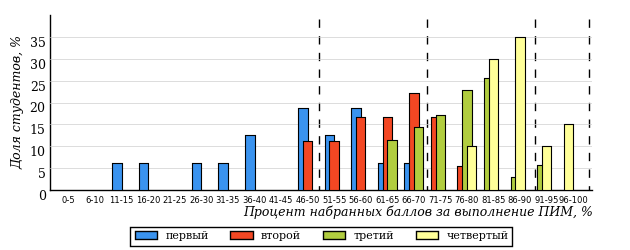 Доля студентов, %
35
30
25
20
15
10
5
0
0-5 6-10 11-15 16-20 21-25 26-30 31-35 36-40 41-45 46-50 51-55 56-60 61-65 66-70 71-75 76-80 81-85 86-90 91-95 96-100
Процент набранных баллов за выполнение ПИМ, %
первый второй третий четвертый